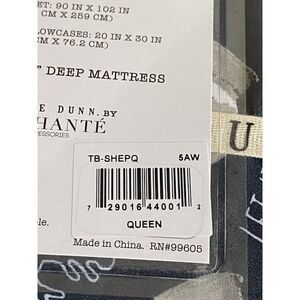 ET: 90 IN X 102 IN
CM X 259 CM)
LOWCASES: 20 IN X 30 IN
CM X 76.2 CM)
" DEEP MATTRESS
E DUNN. BY
HANTÉ
ESSORIES
TB-SHEPQ 5AW
7 29016 44001 2
QUEEN
le.
Made in China. RN#99605
U